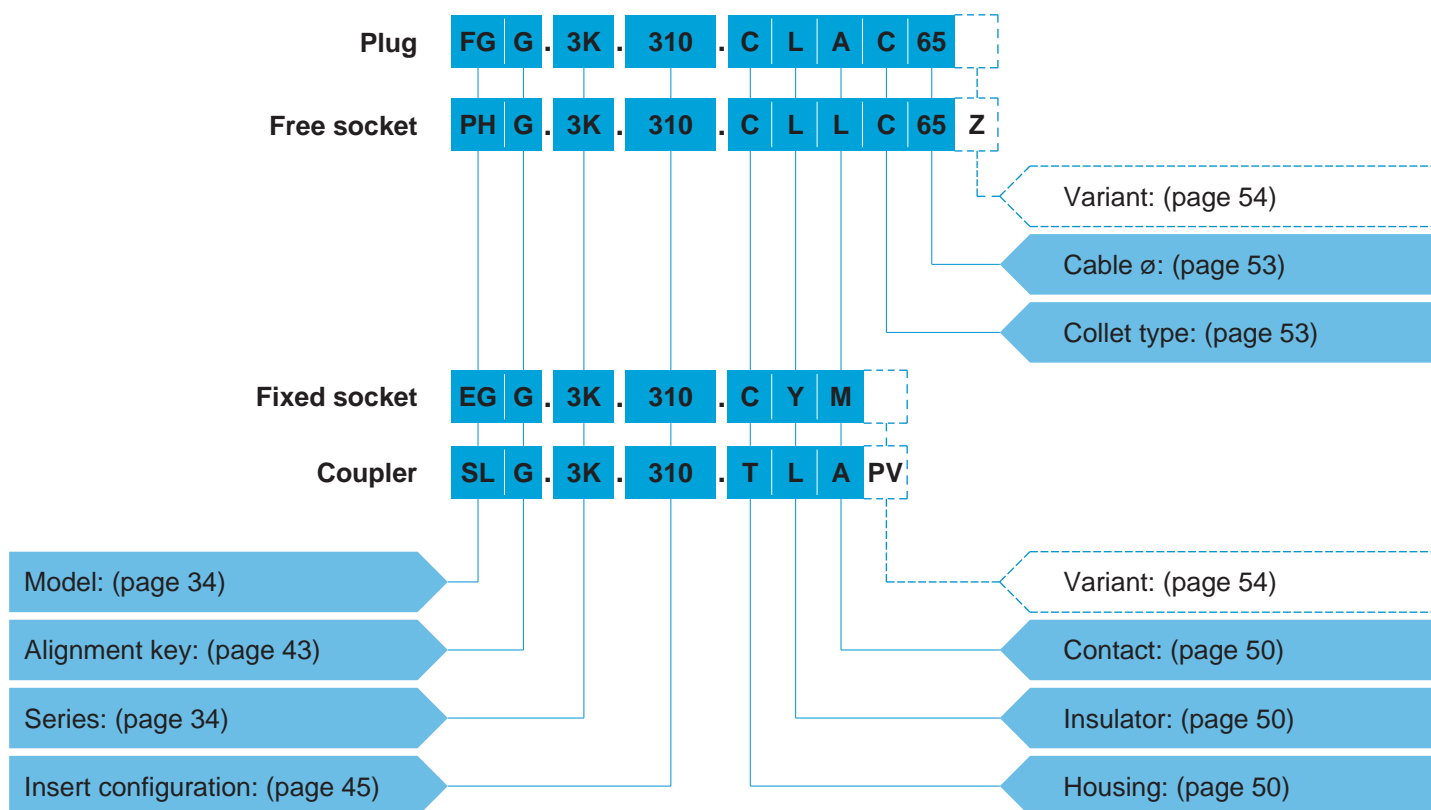 Plug FG G . 3K . 310 . C L A C 65
Free socket PH G . 3K . 310 . C L L C 65 Z
Variant: (page 54)
Cable ø: (page 53)
Collet type: (page 53)
Fixed socket EG G . 3K . 310 . C Y M
Coupler SL G . 3K . 310 . T L A PV
Model: (page 34)
Variant: (page 54)
Alignment key: (page 43)
Contact: (page 50)
Series: (page 34)
Insulator: (page 50)
Insert configuration: (page 45)
Housing: (page 50)